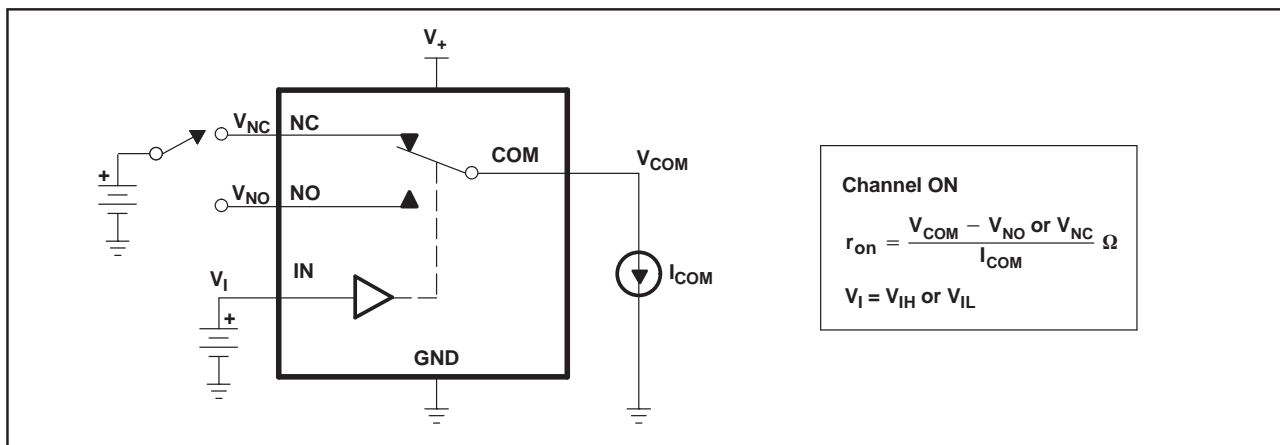 V+
VNC NC
COM
VCOM
VNO NO
+
IN
VI
+
ICOM
GND
Channel ON
ron = VCOM – VNO or VNC / ICOM Ω
VI = VIH or VIL